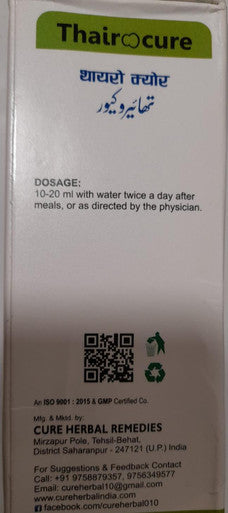 Thairocure
थायरो क्योर
تھائیروکیور
DOSAGE:
10-20 ml with water twice a day after
meals, or as directed by the physician.
An ISO 9001 : 2015 & GMP Certified Co.
Mfg. & Mktd. by:
CURE HERBAL REMEDIES
Mirzapur Pole, Tehsil-Behat,
District Saharanpur - 247121 (U.P.) India
For Suggestions & Feedback Contact
Call: +91 9758879357, 9756349577
Email: cureherbal10@gmail.com
www.cureherbalindia.com
facebook.com/cureherbal010